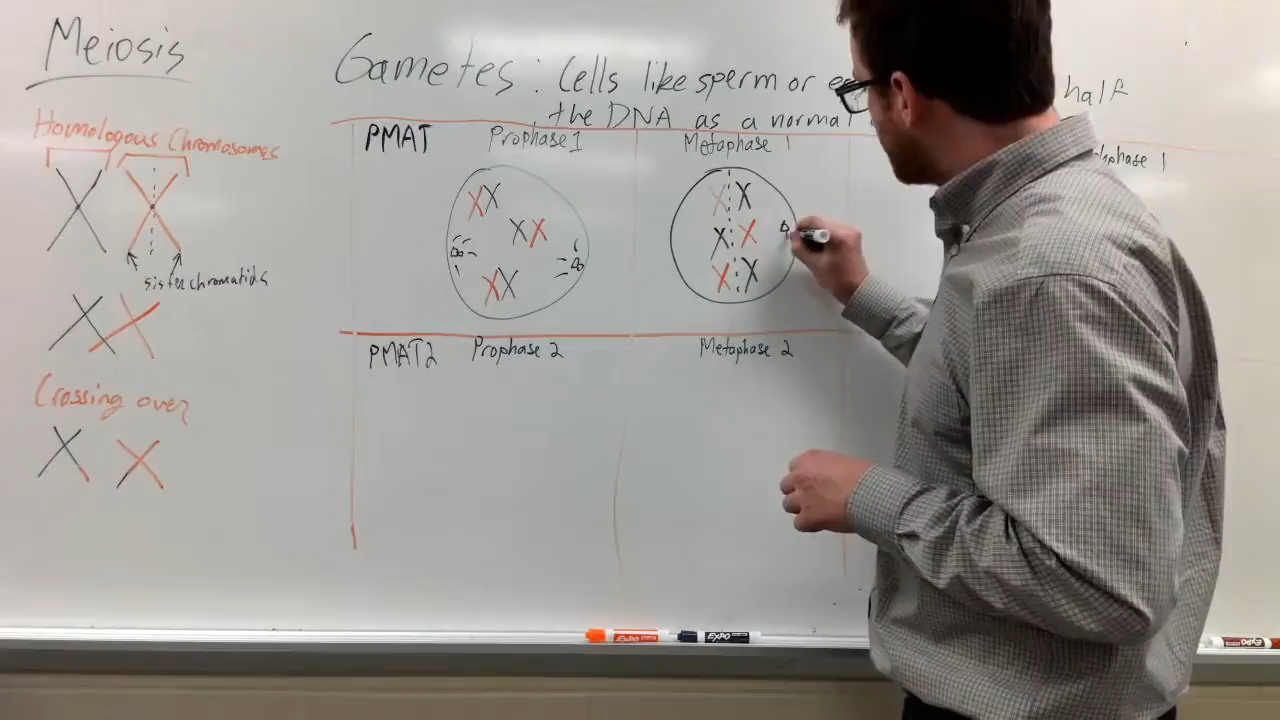 Meiosis
Gametes: Cells like sperm or half
the DNA as a normal
Homologous Chromosomes
sister chromatids
Crossing over
PMAT Prophase 1 Metaphase 1
PMAT2 Prophase 2 Metaphase 2
EXPO EXPO EXPO